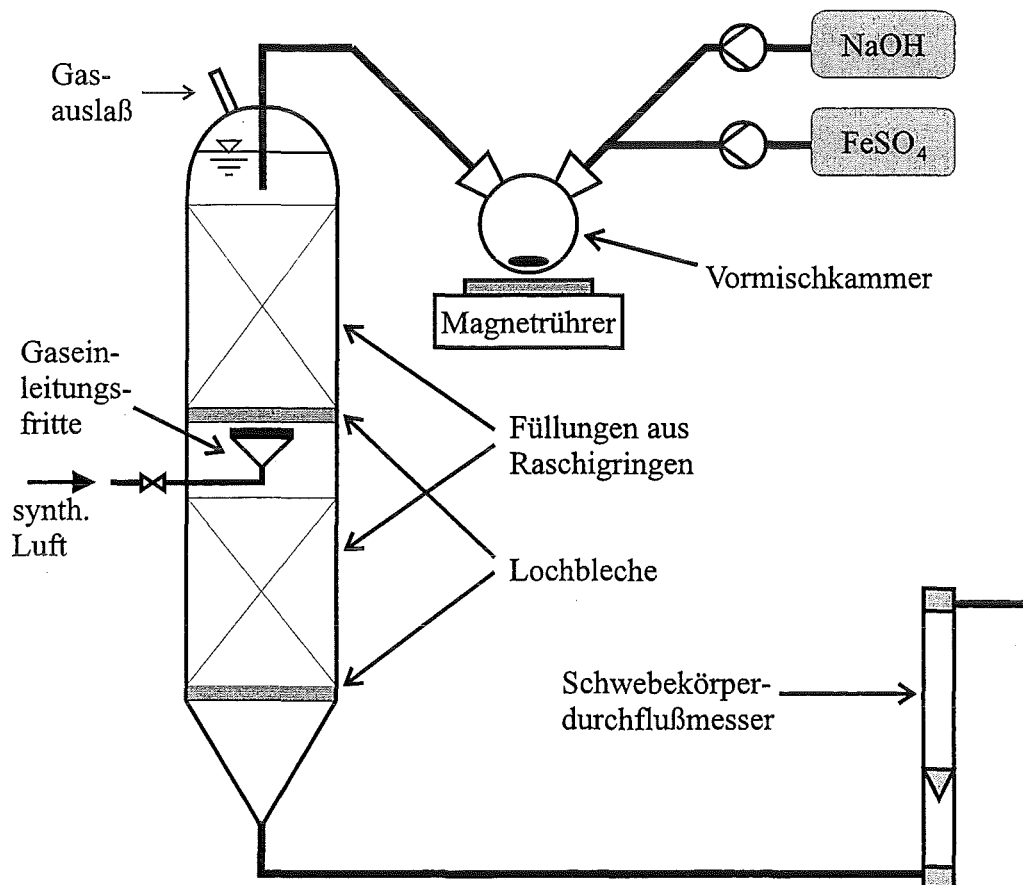 NaOH
Gas-
auslaß
FeSO₄
Vormischkammer
Magnetrührer
Gasein-
leitungs-
fritte
Füllungen aus
Raschigringen
synth.
Luft
Lochbleche
Schwebekörper-
durchflußmesser